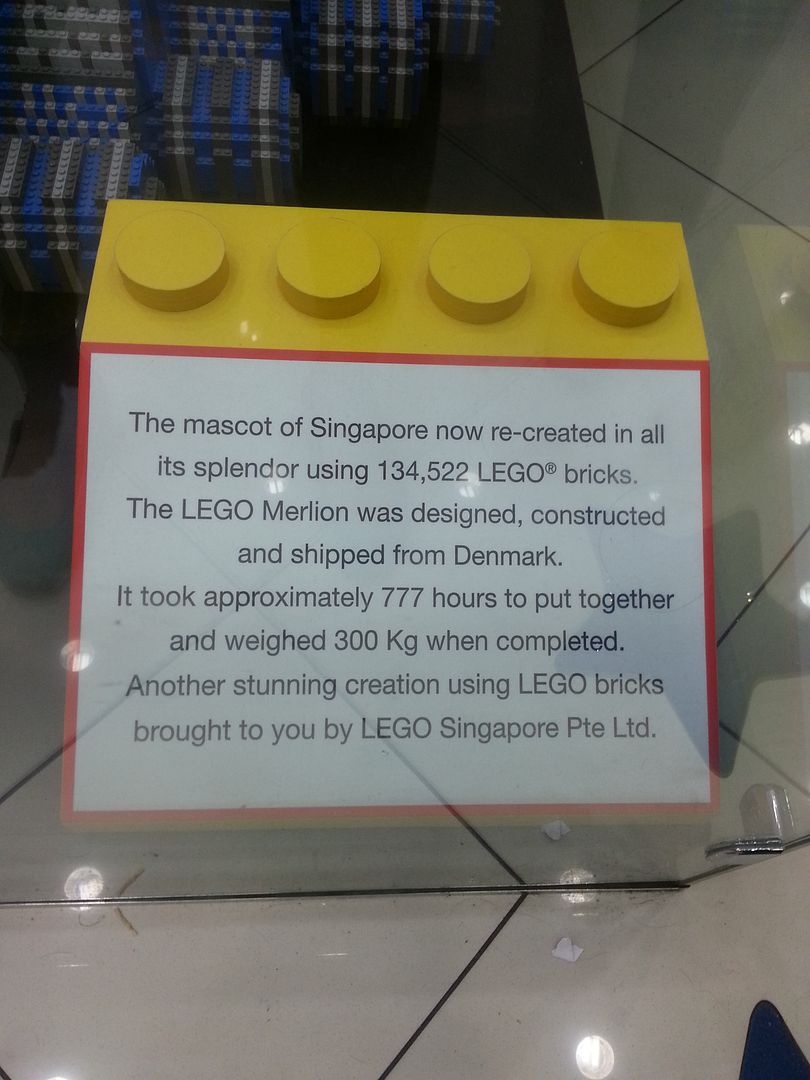 The mascot of Singapore now re-created in all
its splendor using 134,522 LEGO® bricks.
The LEGO Merlion was designed, constructed
and shipped from Denmark.
It took approximately 777 hours to put together
and weighed 300 Kg when completed.
Another stunning creation using LEGO bricks
brought to you by LEGO Singapore Pte Ltd.